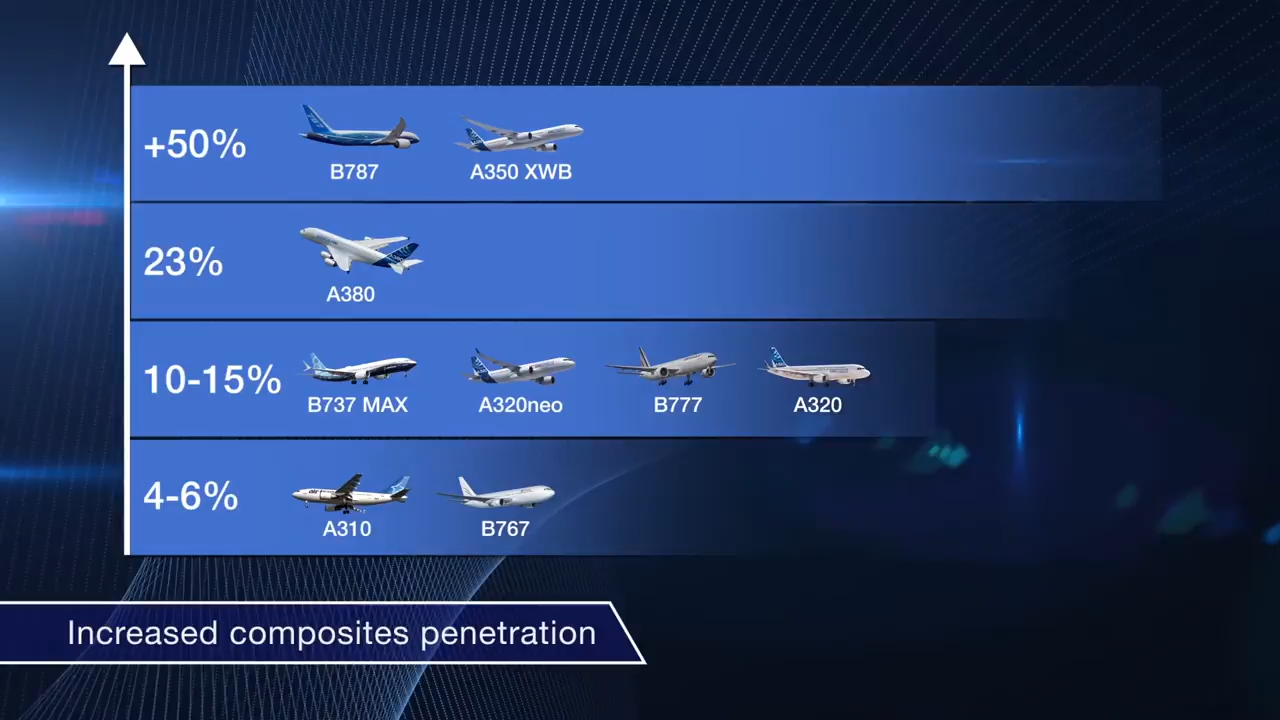 +50%
B787
A350 XWB
23%
A380
10-15%
B737 MAX
A320neo
B777
A320
4-6%
A310
B767
Increased composites penetration